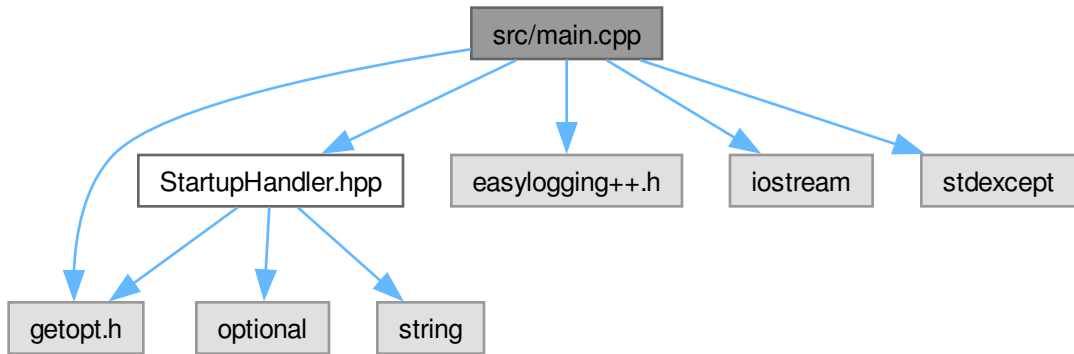 src/main.cpp
StartupHandler.hpp
easylogging++.h
iostream
stdexcept
getopt.h
optional
string